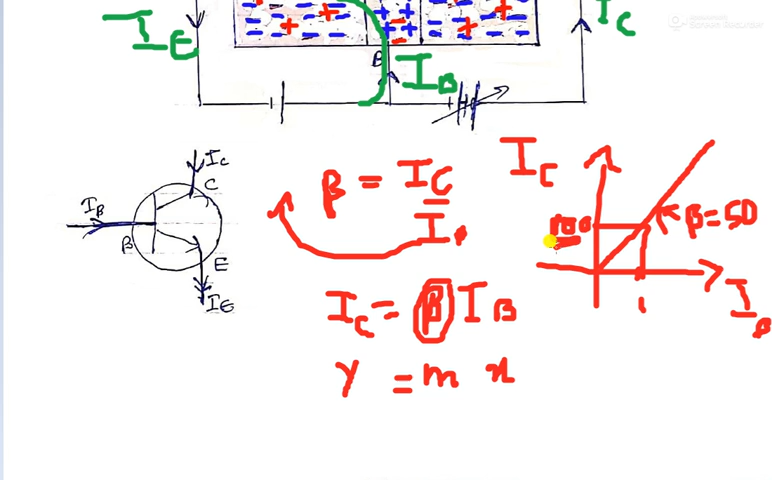 I_E
I_C
B
I_B
I_C
C
I_B
B
E
I_E
β = I_C / I_B
I_C = β I_B
Y = m x
I_C
100
β = 50
1
I_B